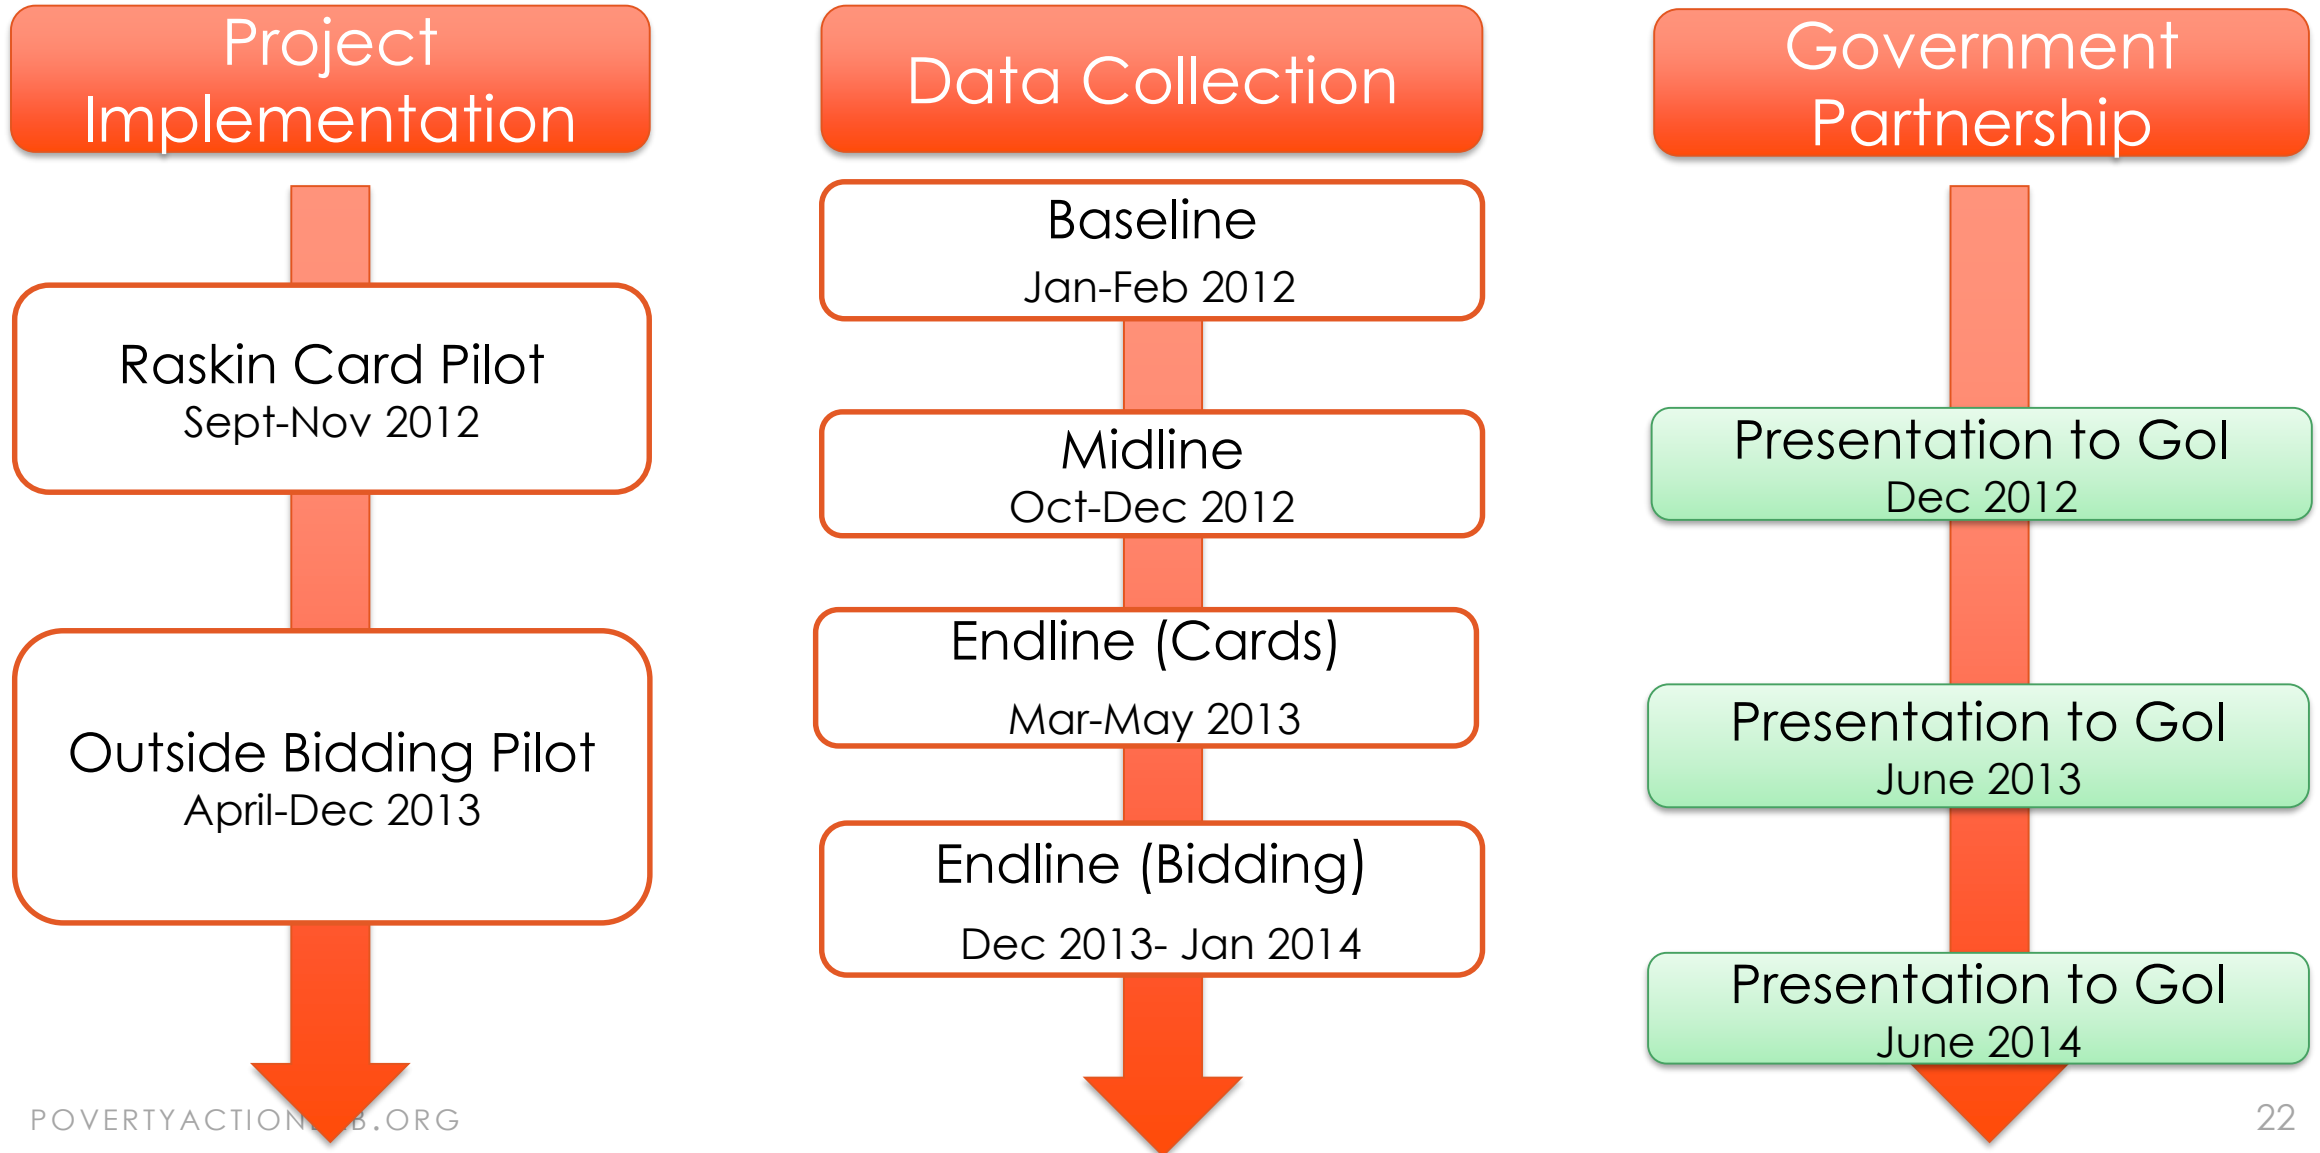 Project
Implementation
Raskin Card Pilot
Sept-Nov 2012
Outside Bidding Pilot
April-Dec 2013
Data Collection
Baseline
Jan-Feb 2012
Midline
Oct-Dec 2012
Endline (Cards)
Mar-May 2013
Endline (Bidding)
Dec 2013- Jan 2014
Government
Partnership
Presentation to GoI
Dec 2012
Presentation to GoI
June 2013
Presentation to GoI
June 2014
POVERTYACTIONLAB.ORG
22